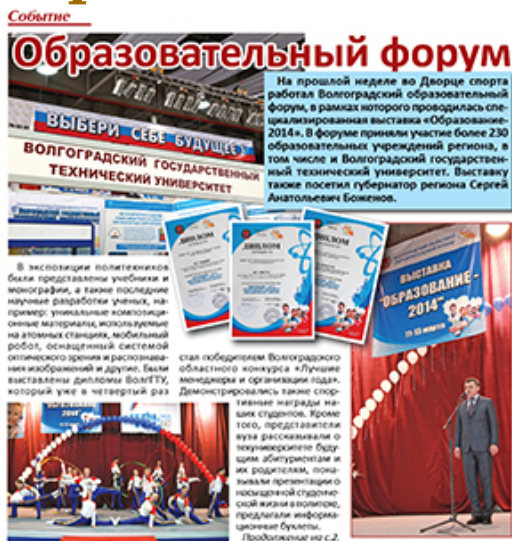 Событие
Образовательный форум
На прошлой неделе во Дворце спорта
работал Волгоградский образовательный
форум, в рамках которого проводилась спе-
циализированная выставка «Образование-
2014». В форуме приняли участие более 230
образовательных учреждений региона, в
том числе и Волгоградский государствен-
ный технический университет. Выставку
также посетил губернатор региона Сергей
Анатольевич Боженов.
ВЫБЕРИ СЕБЕ БУДУЩЕЕ
ВОЛГОГРАДСКИЙ ГОСУДАРСТВЕННЫЙ
ТЕХНИЧЕСКИЙ УНИВЕРСИТЕТ
ДИПЛОМ
ДИПЛОМ
ДИПЛОМ
ВЫСТАВКА
"ОБРАЗОВАНИЕ -
2014"
В экспозиции политехников
были представлены учебники и
монографии, а также последние
научные разработки ученых, на-
пример: уникальные композици-
онные материалы, используемые
на атомных станциях, мобильный
робот, оснащенный системой
оптического зрения и распознава-
ния изображений и другие. Были
выставлены дипломы ВолгГТУ,
который уже в четвертый раз
стал победителем Волгоградского
областного конкурса «Лучшие
менеджеры и организации года».
Демонстрировались также спор-
тивные награды на-
ших студентов. Кроме
того, представители
вуза рассказывали о
техуниверситете буду-
щим абитуриентам и
их родителям, пока-
зывали презентации о
насыщенной студенче-
ской жизни в политехе,
предлагали информа-
ционные буклеты.
Продолжение на с.2.
2014"